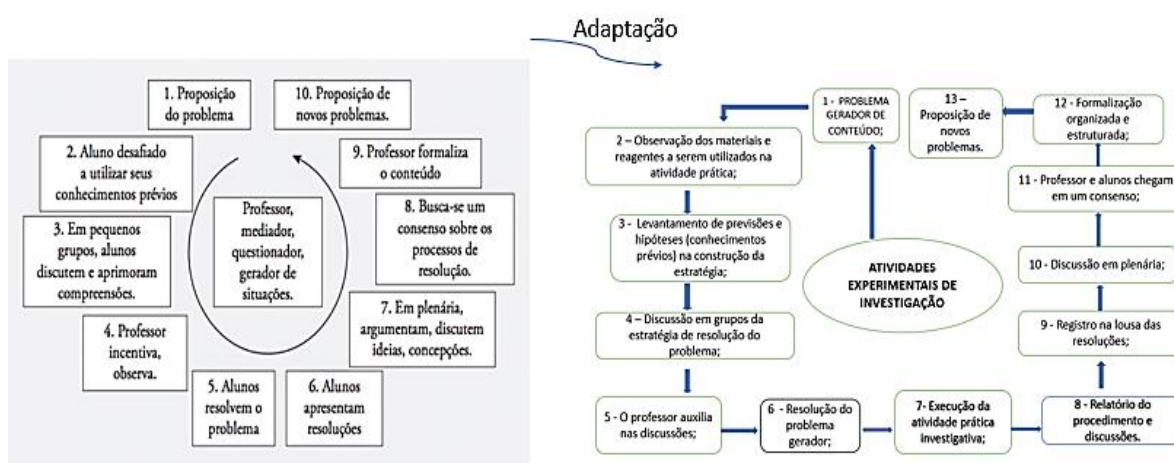 Adaptação
1. Proposição
do problema
2. Aluno desafiado
a utilizar seus
conhecimentos prévios
3. Em pequenos
grupos, alunos
discutem e aprimoram
compreensões.
4. Professor
incentiva,
observa.
5. Alunos
resolvem o
problema
6. Alunos
apresentam
resoluções
7. Em plenária,
argumentam, discutem
ideias, concepções.
8. Busca-se um
consenso sobre os
processos de
resolução.
9. Professor formaliza
o conteúdo
10. Proposição de
novos problemas.
Professor,
mediador,
questionador,
gerador de
situações.
1 - PROBLEMA
GERADOR DE
CONTEÚDO;
2 – Observação dos materiais e
reagentes a serem utilizados na
atividade prática;
3 - Levantamento de previsões e
hipóteses (conhecimentos
prévios) na construção da
estratégia;
4 – Discussão em grupos da
estratégia de resolução do
problema;
5 - O professor auxilia
nas discussões;
6 - Resolução do
problema
gerador;
7- Execução da
atividade prática
investigativa;
8 - Relatório do
procedimento e
discussões.
9 - Registro na lousa das
resoluções;
10 - Discussão em plenária;
11 - Professor e alunos chegam
em um consenso;
12 - Formalização
organizada e
estruturada;
13 –
Proposição de
novos
problemas.
ATIVIDADES
EXPERIMENTAIS DE
INVESTIGAÇÃO